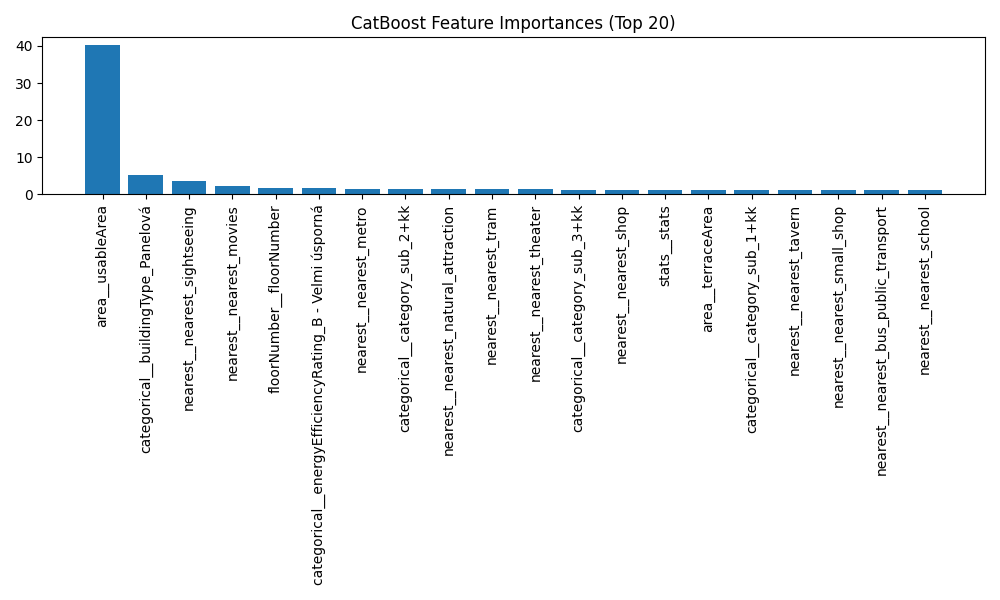 CatBoost Feature Importances (Top 20)
40
30
20
10
0
area__usableArea
categorical__buildingType_Panelová
nearest__nearest_sightseeing
nearest__nearest_movies
floorNumber__floorNumber
categorical__energyEfficiencyRating_B - Velmi úsporná
nearest__nearest_metro
categorical__category_sub_2+kk
nearest__nearest_natural_attraction
nearest__nearest_tram
nearest__nearest_theater
categorical__category_sub_3+kk
nearest__nearest_shop
stats__stats
area__terraceArea
categorical__category_sub_1+kk
nearest__nearest_tavern
nearest__nearest_small_shop
nearest__nearest_bus_public_transport
nearest__nearest_school